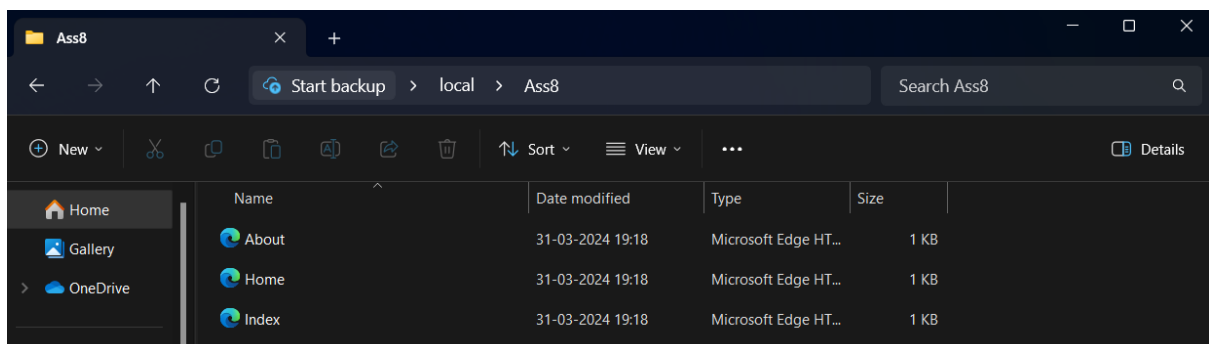 Ass8
Start backup > local > Ass8 Search Ass8
New Sort View ... Details
Name Date modified Type Size
Home
About 31-03-2024 19:18 Microsoft Edge HT... 1 KB
Gallery
Home 31-03-2024 19:18 Microsoft Edge HT... 1 KB
OneDrive
Index 31-03-2024 19:18 Microsoft Edge HT... 1 KB